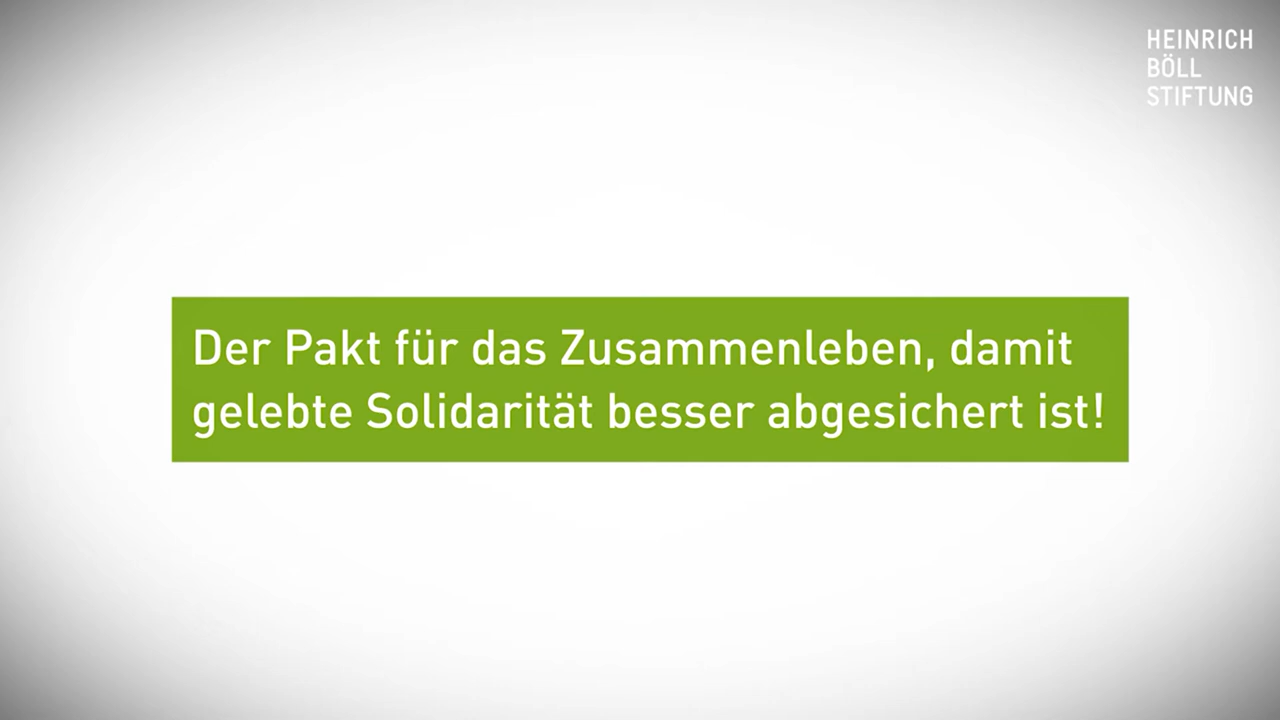 HEINRICH
BÖLL
STIFTUNG
Der Pakt für das Zusammenleben, damit
gelebte Solidarität besser abgesichert ist!